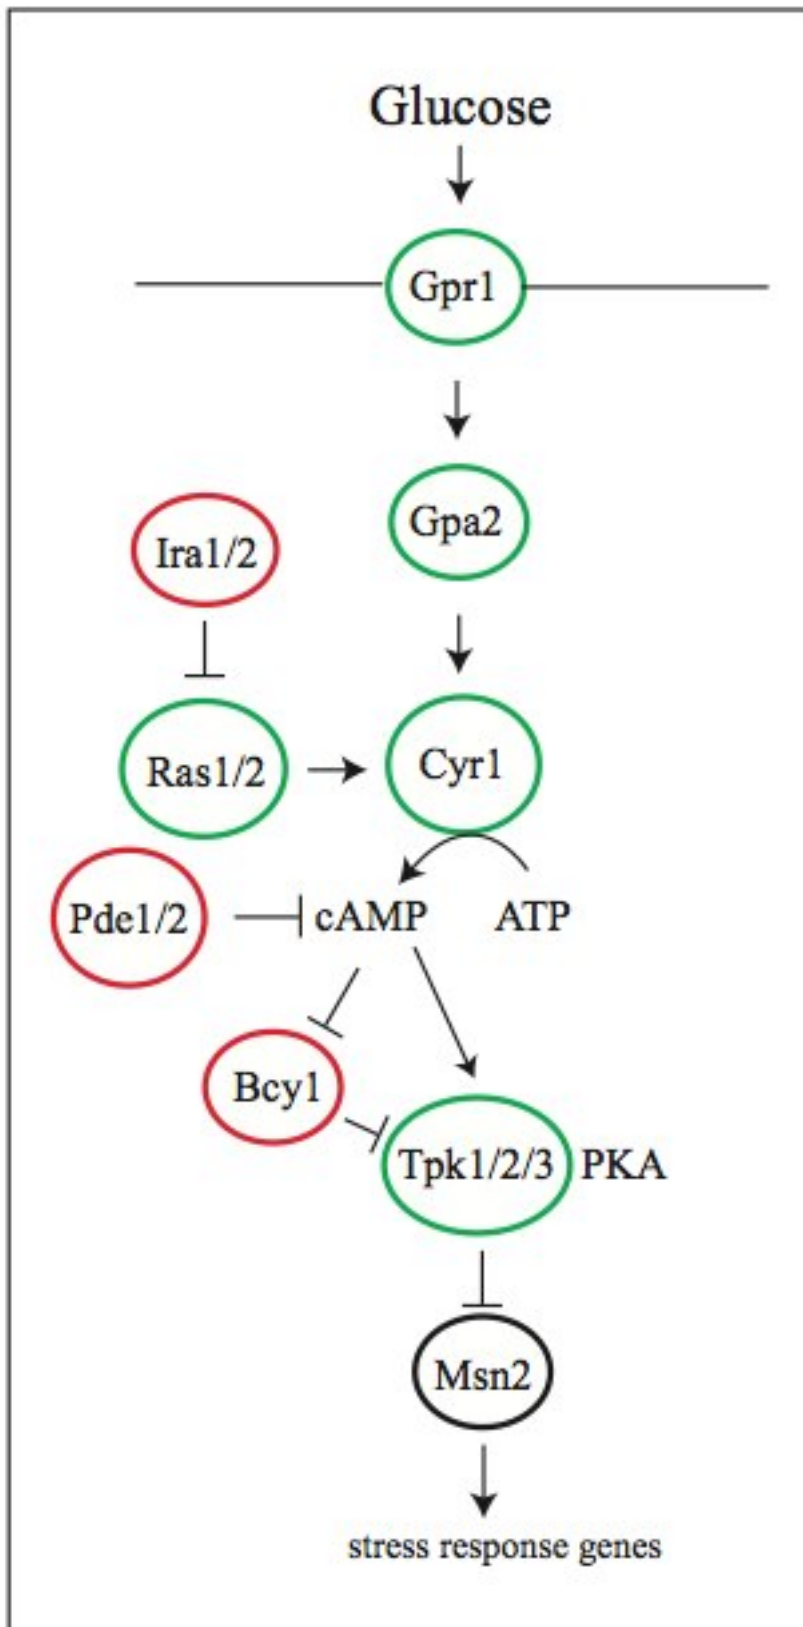 Glucose
Gpr1
Gpa2
Ira1/2
Ras1/2
Cyr1
Pde1/2
cAMP
ATP
Bcy1
Tpk1/2/3
PKA
Msn2
stress response genes